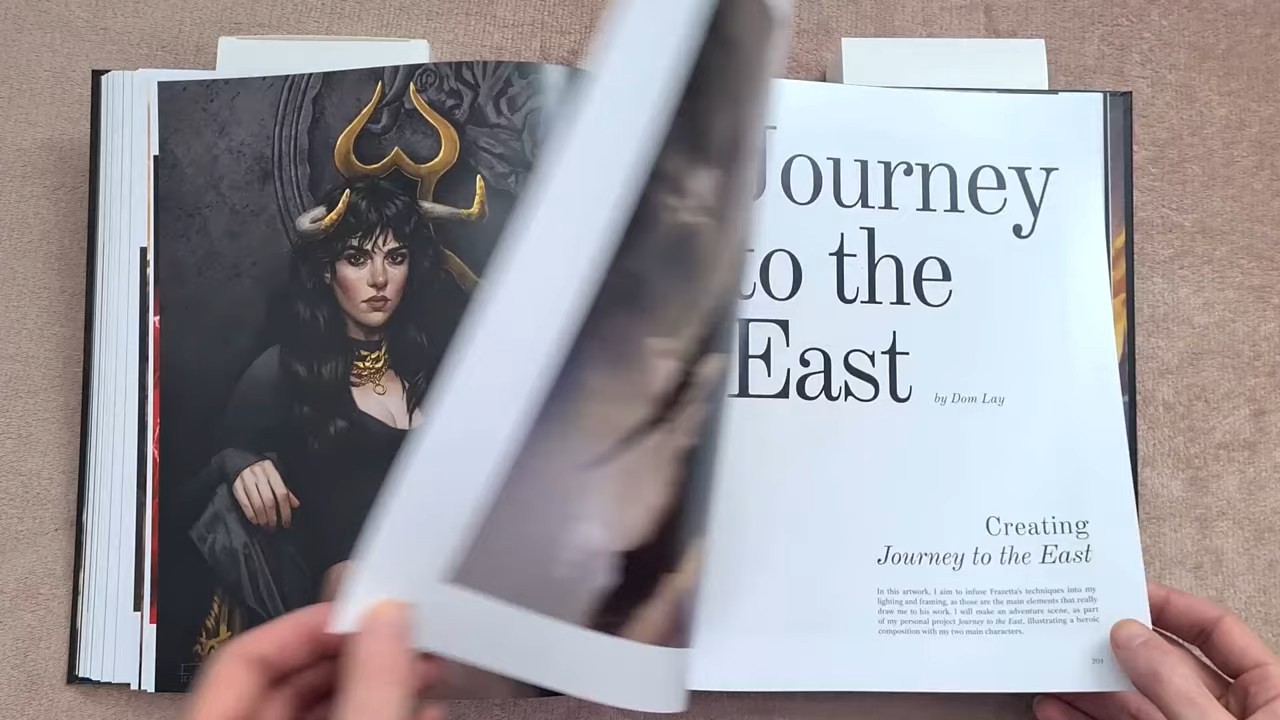 Journey
to the
East
by Dom Lay
Creating
Journey to the East
In this artwork, I aim to infuse Frazetta's techniques into my
lighting and framing, as those are the main elements that really
draw me to his work. I will make an adventure scene, as part
of my personal project Journey to the East, illustrating a heroic
composition with my two main characters.